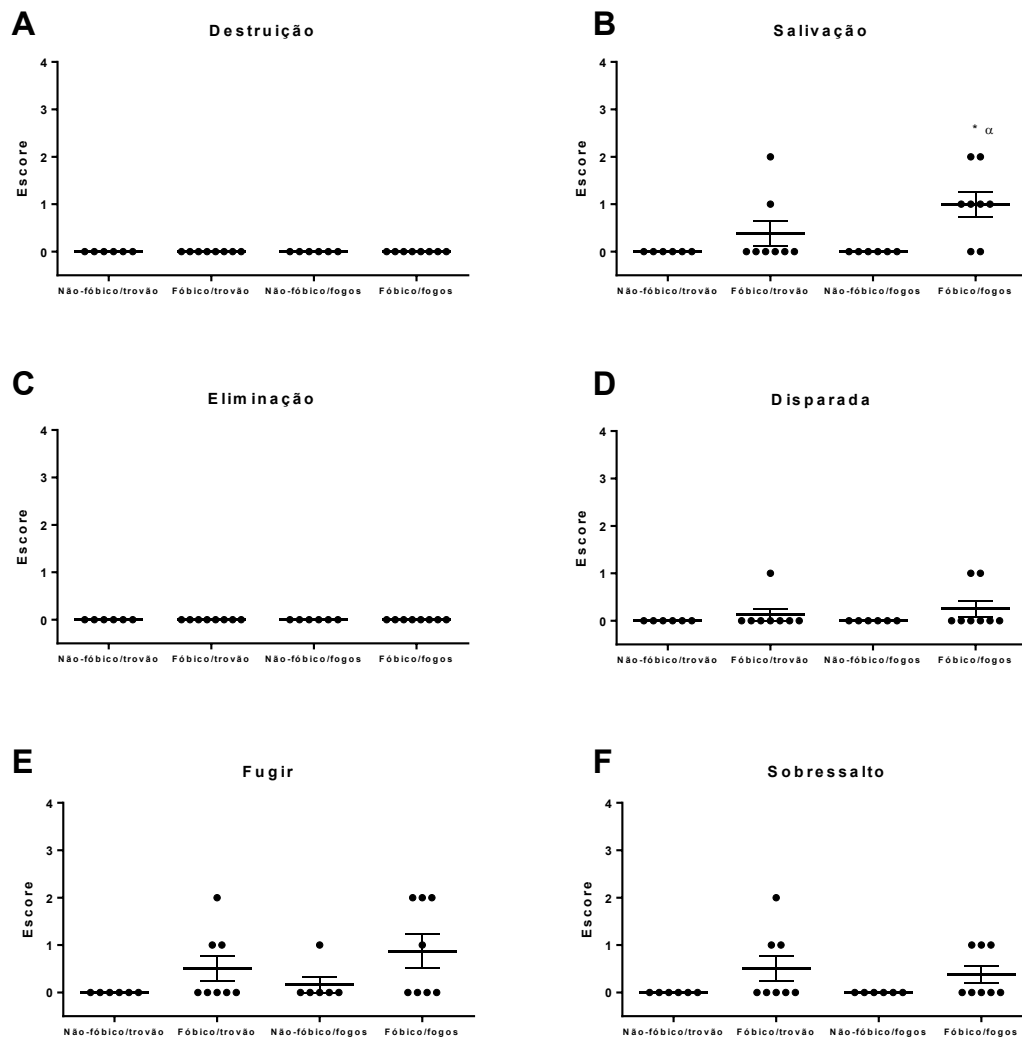 A
Destruição
4
3
2
1
0
Escore
Não-fóbico/trovão Fóbico/trovão Não-fóbico/fogos Fóbico/fogos
B
Salivação
4
3
2
1
0
Escore
* α
Não-fóbico/trovão Fóbico/trovão Não-fóbico/fogos Fóbico/fogos
C
Eliminação
4
3
2
1
0
Escore
Não-fóbico/trovão Fóbico/trovão Não-fóbico/fogos Fóbico/fogos
D
Disparada
4
3
2
1
0
Escore
Não-fóbico/trovão Fóbico/trovão Não-fóbico/fogos Fóbico/fogos
E
Fugir
4
3
2
1
0
Escore
Não-fóbico/trovão Fóbico/trovão Não-fóbico/fogos Fóbico/fogos
F
Sobressalto
4
3
2
1
0
Escore
Não-fóbico/trovão Fóbico/trovão Não-fóbico/fogos Fóbico/fogos